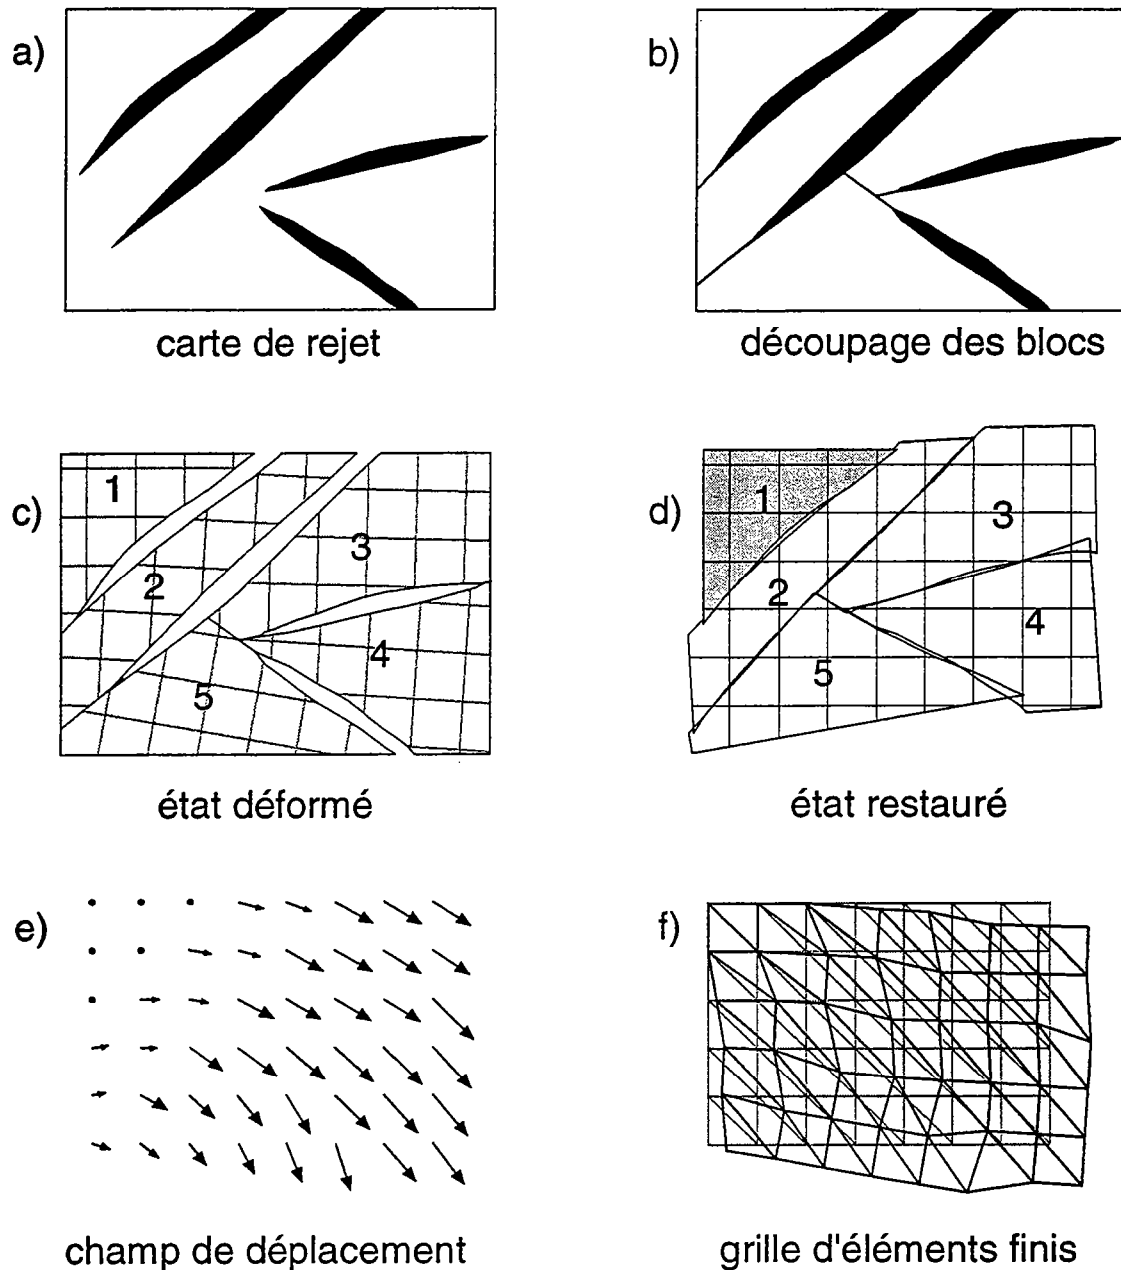 a)
b)
carte de rejet
découpage des blocs
1
2
3
4
5
c)
1
2
3
4
5
d)
état déformé
état restauré
e)
f)
champ de déplacement
grille d'éléments finis